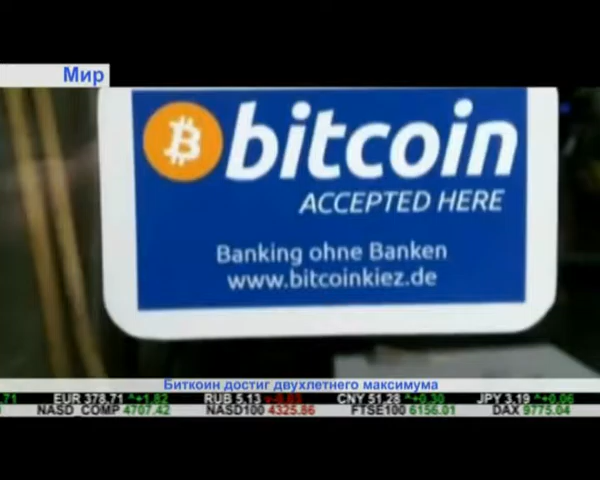 Мир
bitcoin
ACCEPTED HERE
Banking ohne Banken
www.bitcoinkiez.de
Биткоин достиг двухлетнего максимума
.71 EUR 378,71 +1,82 RUB 5,13 CNY 51,28 +0,30 JPY 3,19 +0,06
NASD_COMP 4707.42 NASD100 4325.86 FTSE100 6156.01 DAX 9775.04